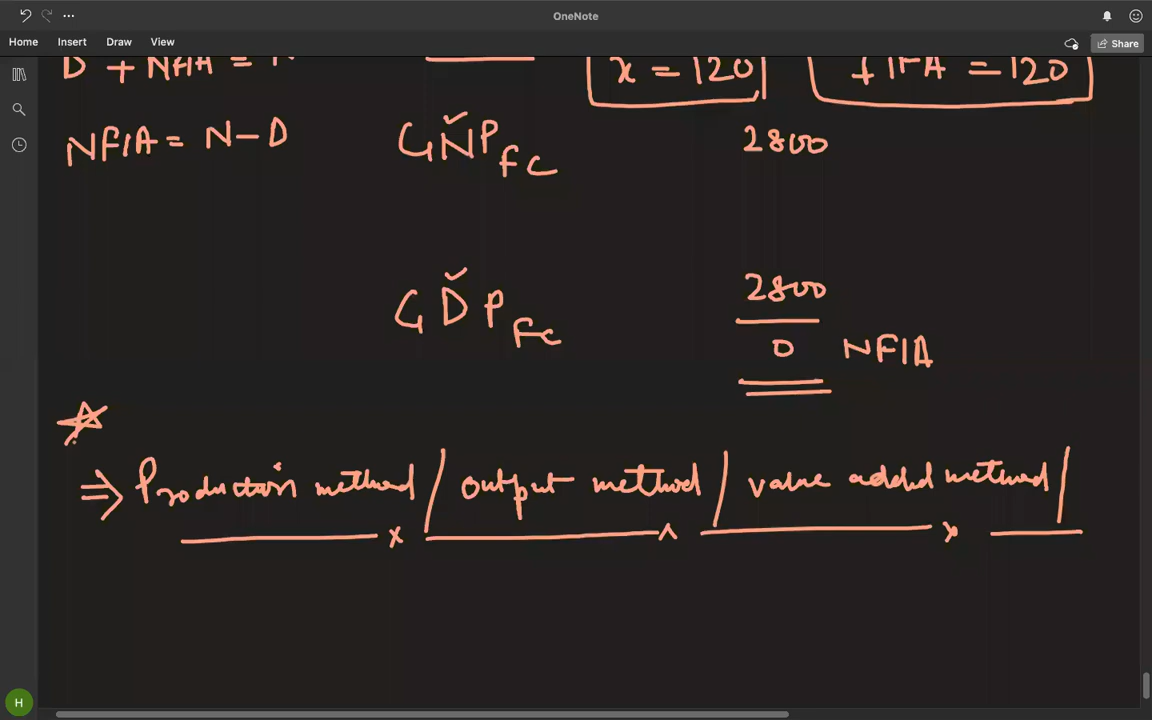 OneNote
Home Insert Draw View Share
D + NFIA = N x = 120 + IFA = 120
NFIA = N - D GNP FC 2800
GDP FC 2800
0 NFIA
⇒ Production method / output method / value added method /
H